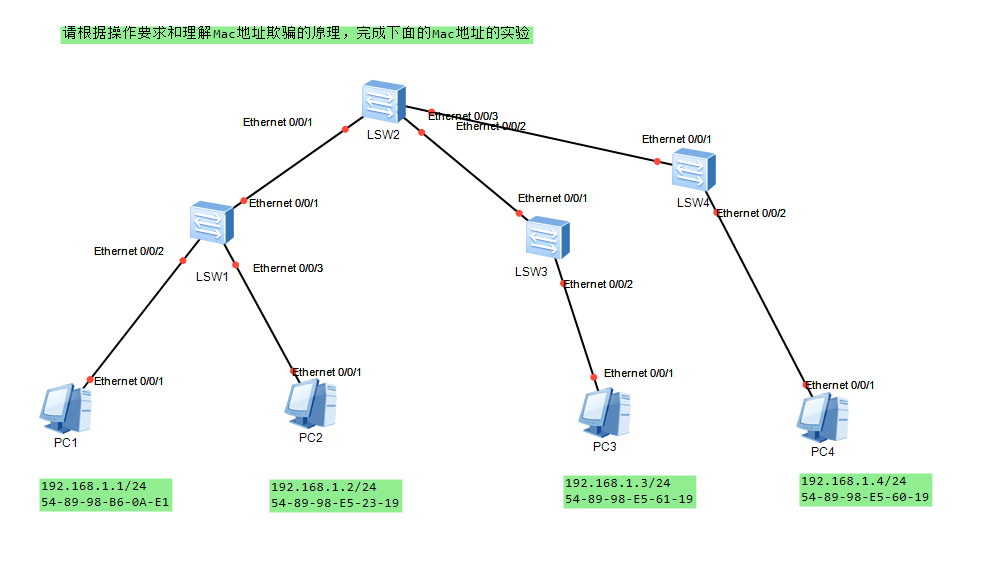 请根据操作要求和理解Mac地址欺骗的原理，完成下面的Mac地址的实验
Ethernet 0/0/1
LSW2
Ethernet 0/0/3
Ethernet 0/0/2
Ethernet 0/0/1
LSW4
Ethernet 0/0/2
Ethernet 0/0/1
Ethernet 0/0/1
LSW1
Ethernet 0/0/2
Ethernet 0/0/3
LSW3
Ethernet 0/0/2
Ethernet 0/0/1
Ethernet 0/0/1
Ethernet 0/0/1
Ethernet 0/0/1
PC1
PC2
PC3
PC4
192.168.1.1/24
54-89-98-B6-0A-E1
192.168.1.2/24
54-89-98-E5-23-19
192.168.1.3/24
54-89-98-E5-61-19
192.168.1.4/24
54-89-98-E5-60-19